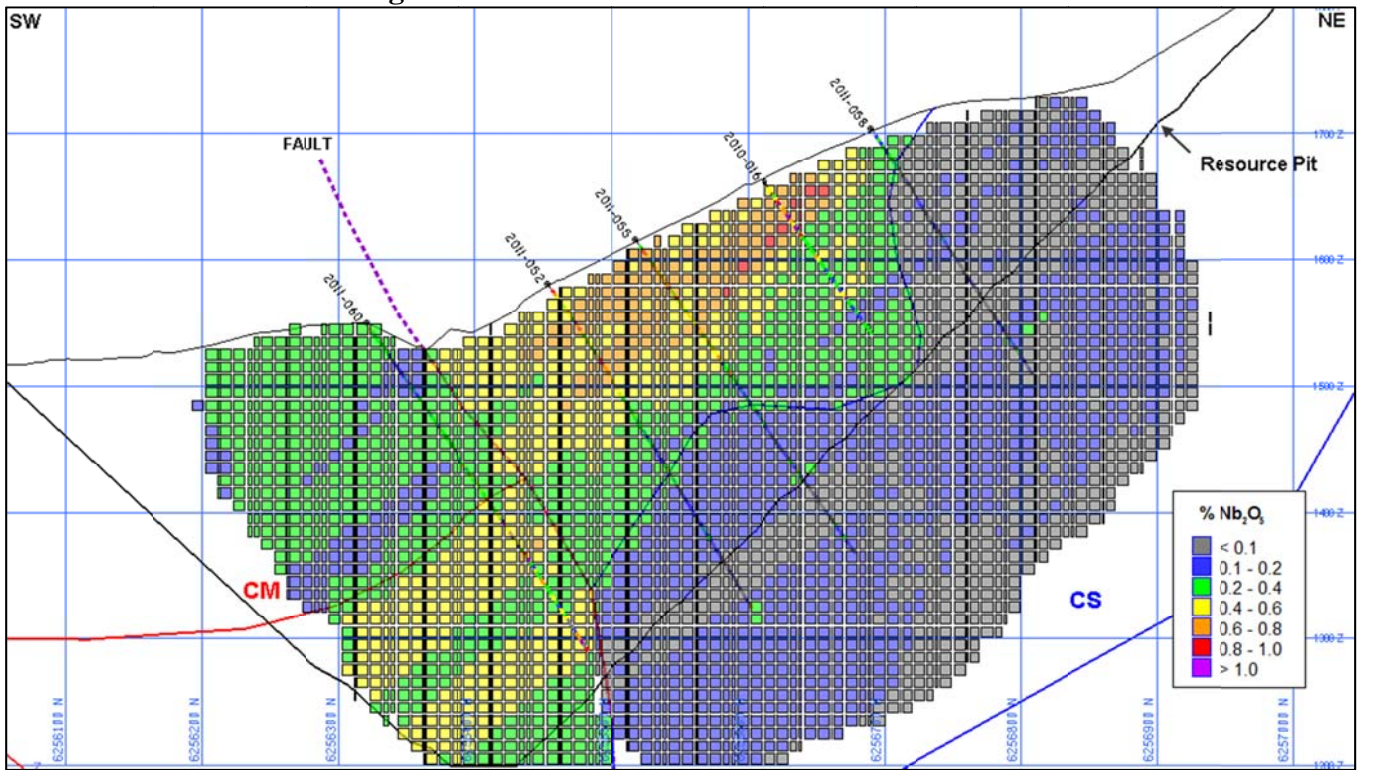 SW
NE
2011-058
1700 Z
FAULT
2010-016
Resource Pit
2011-055
2011-052
1600 Z
2011-060
1500 Z
% Nb₂O₅
< 0.1
0.1 - 0.2
0.2 - 0.4
0.4 - 0.6
0.6 - 0.8
0.8 - 1.0
> 1.0
1400 Z
CM
CS
1300 Z
6256100 N
6256200 N
6256300 N
6256800 N
6256900 N
6257000 N
1200 Z